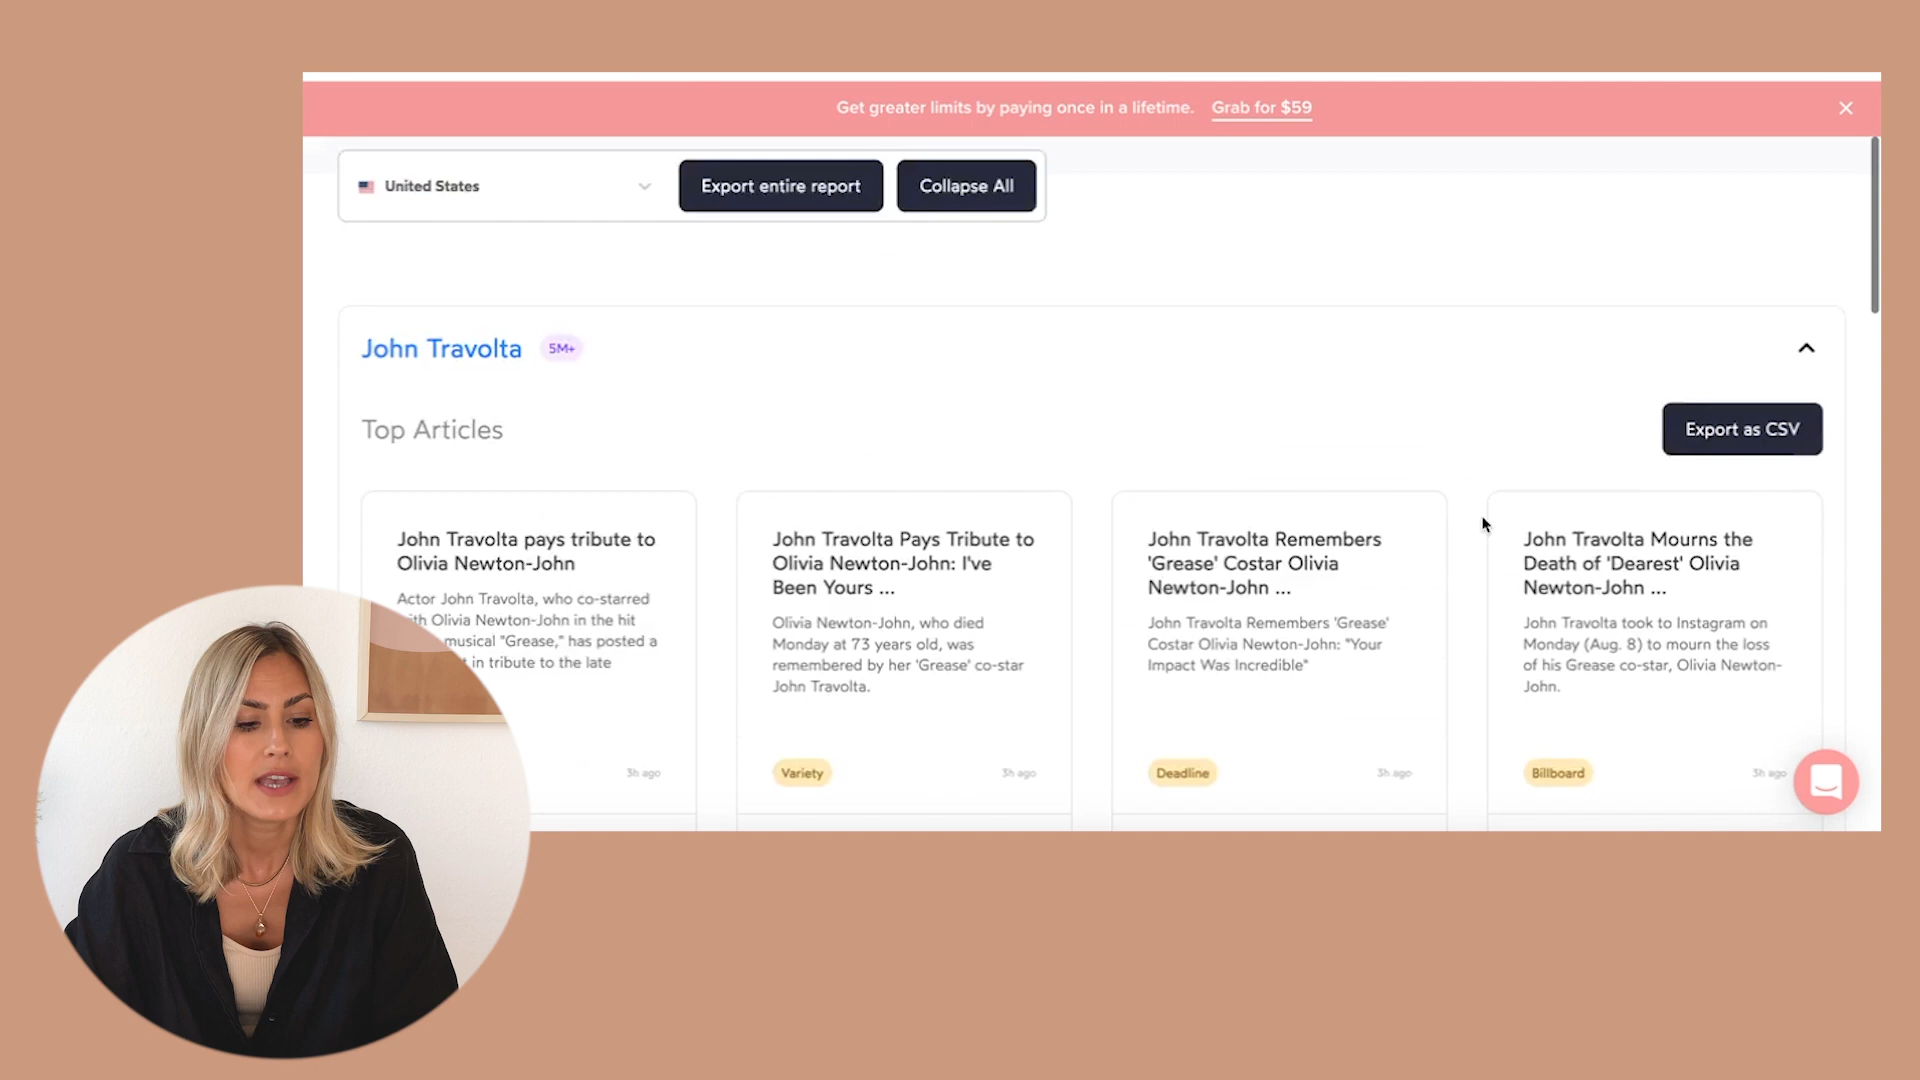 Get greater limits by paying once in a lifetime. Grab for $59
United States
Export entire report
Collapse All
John Travolta
5M+
Top Articles
Export as CSV
John Travolta pays tribute to
Olivia Newton-John
Actor John Travolta, who co-starred
Olivia Newton-John in the hit
musical "Grease," has posted a
in tribute to the late
3h ago
John Travolta Pays Tribute to
Olivia Newton-John: I've
Been Yours ...
Olivia Newton-John, who died
Monday at 73 years old, was
remembered by her 'Grease' co-star
John Travolta.
Variety
3h ago
John Travolta Remembers
'Grease' Costar Olivia
Newton-John ...
John Travolta Remembers 'Grease'
Costar Olivia Newton-John: "Your
Impact Was Incredible"
Deadline
3h ago
John Travolta Mourns the
Death of 'Dearest' Olivia
Newton-John ...
John Travolta took to Instagram on
Monday (Aug. 8) to mourn the loss
of his Grease co-star, Olivia Newton-
John.
Billboard
3h ago